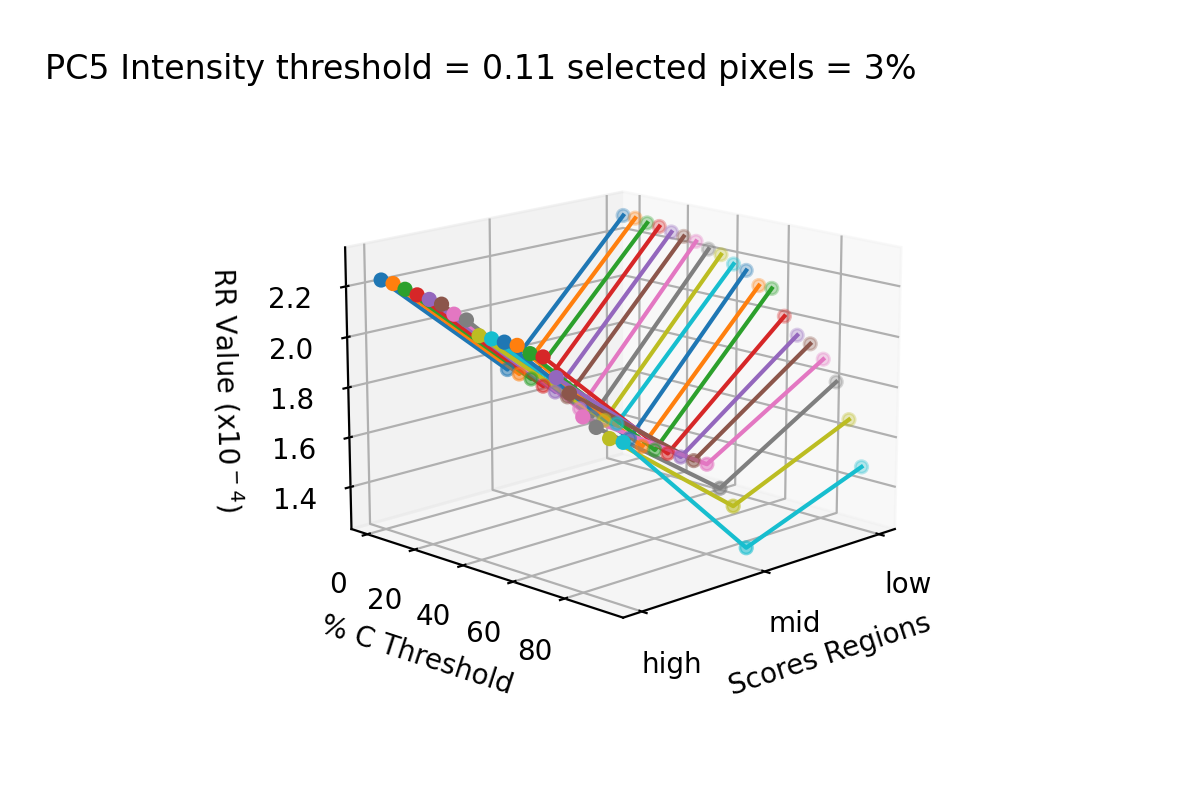 PC5 Intensity threshold = 0.11 selected pixels = 3%
RR Value (x10⁻⁴)
2.2
2.0
1.8
1.6
1.4
0
20
40
60
80
% C Threshold
high
mid
low
Scores Regions